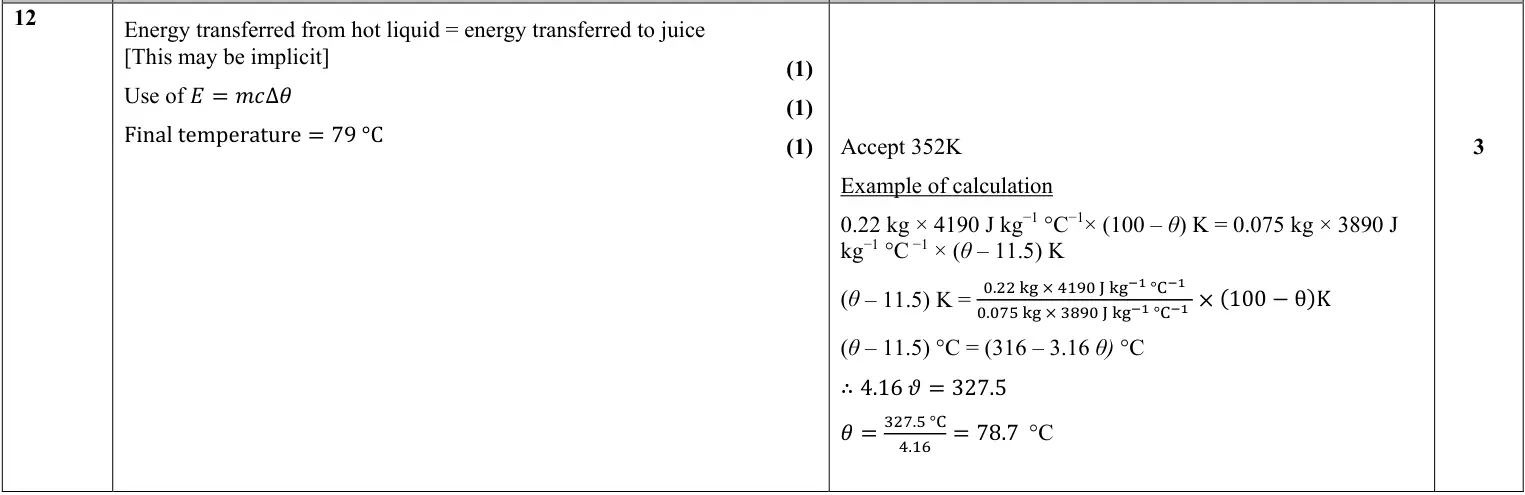 12
Energy transferred from hot liquid = energy transferred to juice
[This may be implicit]
(1)
Use of 𝐸 = 𝑚𝑐Δ𝜃
(1)
Final temperature = 79 °C
(1)
Accept 352K
3
Example of calculation
0.22 kg × 4190 J kg⁻¹ °C⁻¹× (100 – θ) K = 0.075 kg × 3890 J
kg⁻¹ °C ⁻¹ × (θ – 11.5) K
(θ – 11.5) K = (0.22 kg × 4190 J kg⁻¹ °C⁻¹)/(0.075 kg × 3890 J kg⁻¹ °C⁻¹) × (100 − θ)K
(θ – 11.5) °C = (316 – 3.16 θ) °C
∴ 4.16 𝜗 = 327.5
𝜃 = (327.5 °C)/(4.16) = 78.7 °C